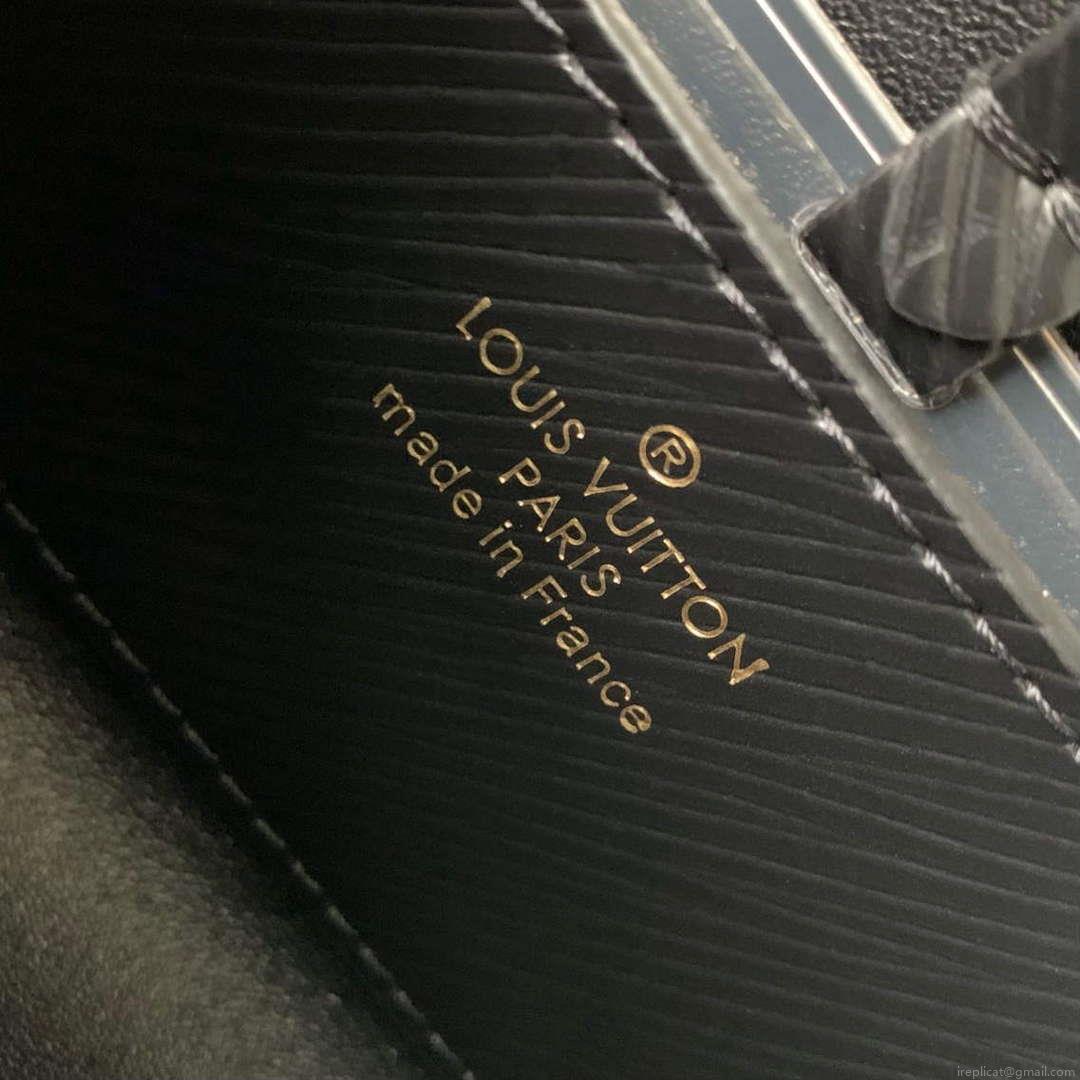 ®
LOUIS VUITTON
PARIS
made in France
ireplicat@gmail.com